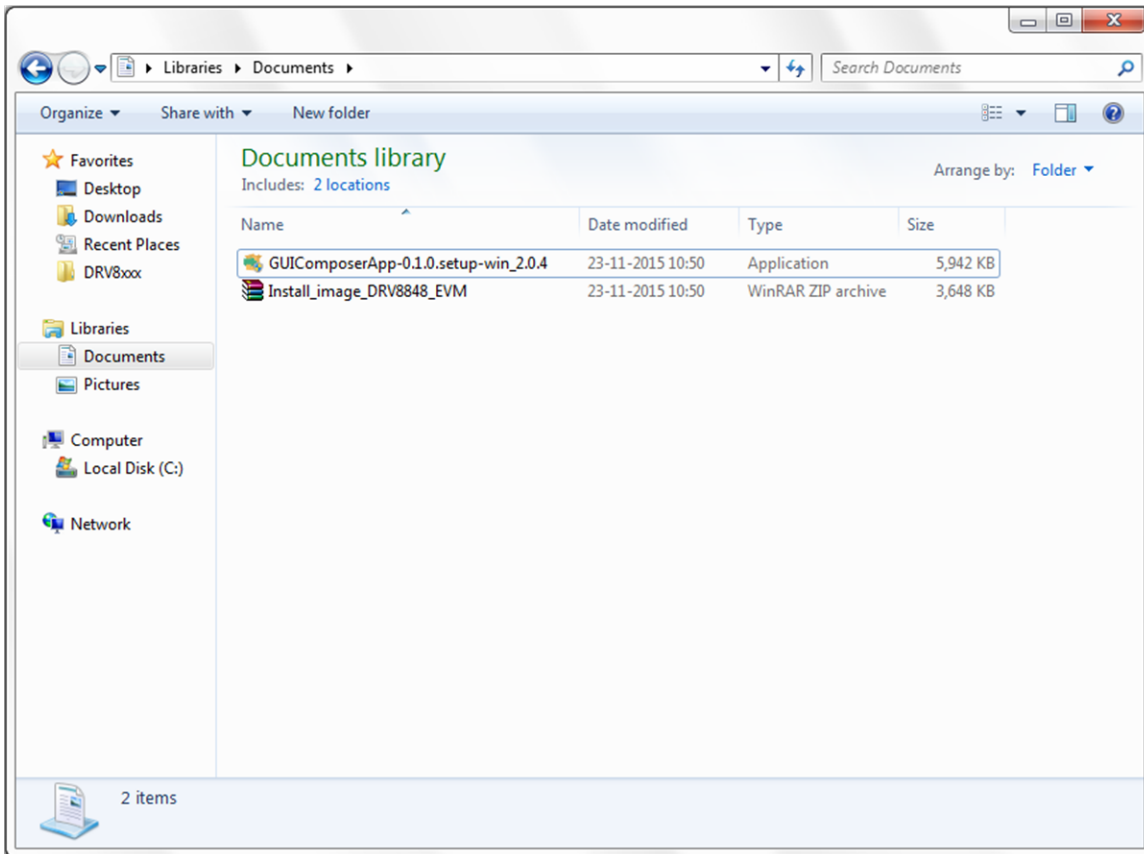 Libraries Documents
Search Documents
Organize Share with New folder
Favorites
Desktop
Downloads
Recent Places
DRV8xxx
Libraries
Documents
Pictures
Computer
Local Disk (C:)
Network
Documents library
Includes: 2 locations
Arrange by: Folder
Name Date modified Type Size
GUIComposerApp-0.1.0.setup-win_2.0.4 23-11-2015 10:50 Application 5,942 KB
Install_image_DRV8848_EVM 23-11-2015 10:50 WinRAR ZIP archive 3,648 KB
2 items